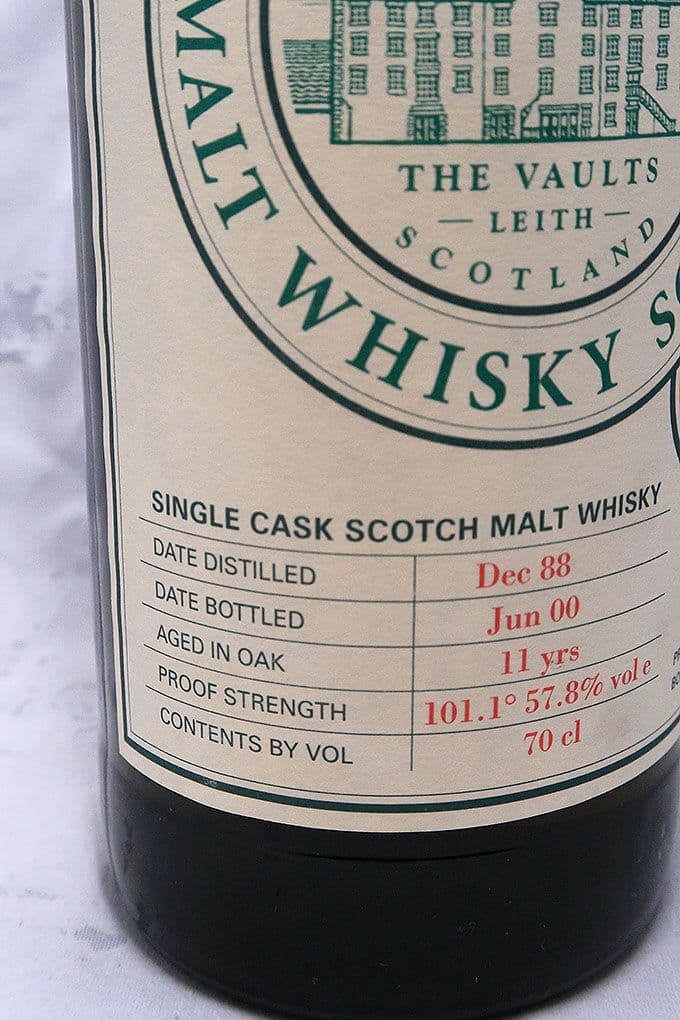 THE VAULTS
LEITH
SCOTLAND
MALT WHISKY
SINGLE CASK SCOTCH MALT WHISKY
DATE DISTILLED Dec 88
DATE BOTTLED Jun 00
AGED IN OAK 11 yrs
PROOF STRENGTH 101.1° 57.8% vol e
CONTENTS BY VOL 70 cl